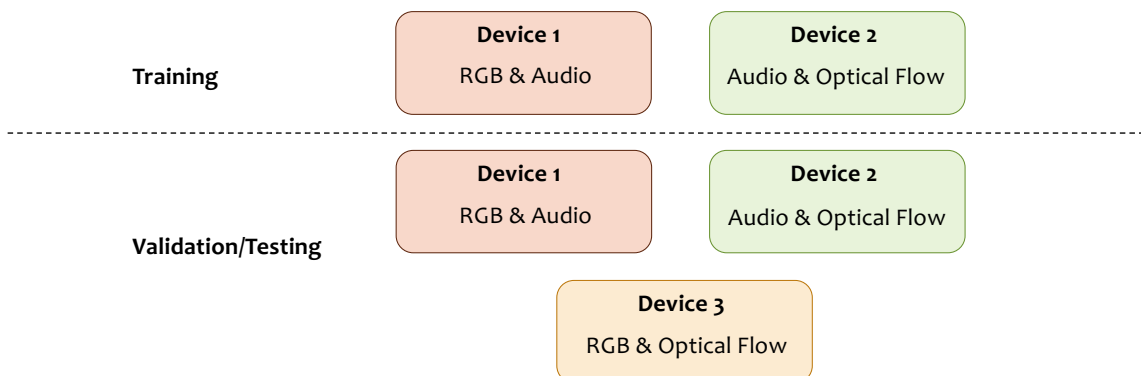 Device 1
RGB & Audio
Device 2
Audio & Optical Flow
Training
Device 1
RGB & Audio
Device 2
Audio & Optical Flow
Validation/Testing
Device 3
RGB & Optical Flow